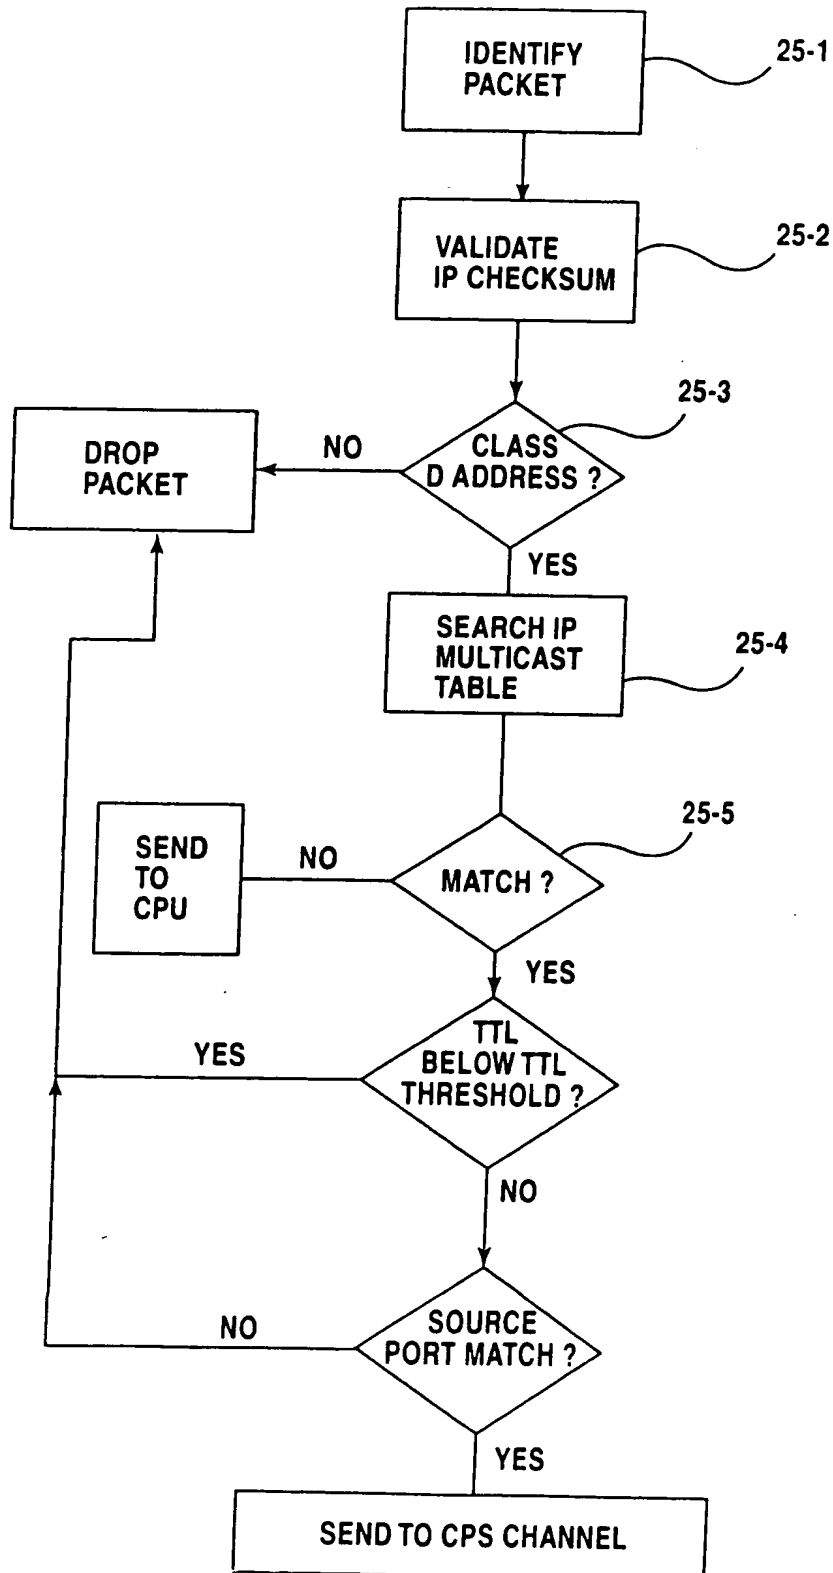 IDENTIFY
PACKET
25-1
VALIDATE
IP CHECKSUM
25-2
25-3
CLASS
D ADDRESS ?
NO
DROP
PACKET
YES
SEARCH IP
MULTICAST
TABLE
25-4
25-5
MATCH ?
NO
SEND
TO
CPU
YES
TTL
BELOW TTL
THRESHOLD ?
YES
NO
SOURCE
PORT MATCH ?
NO
YES
SEND TO CPS CHANNEL